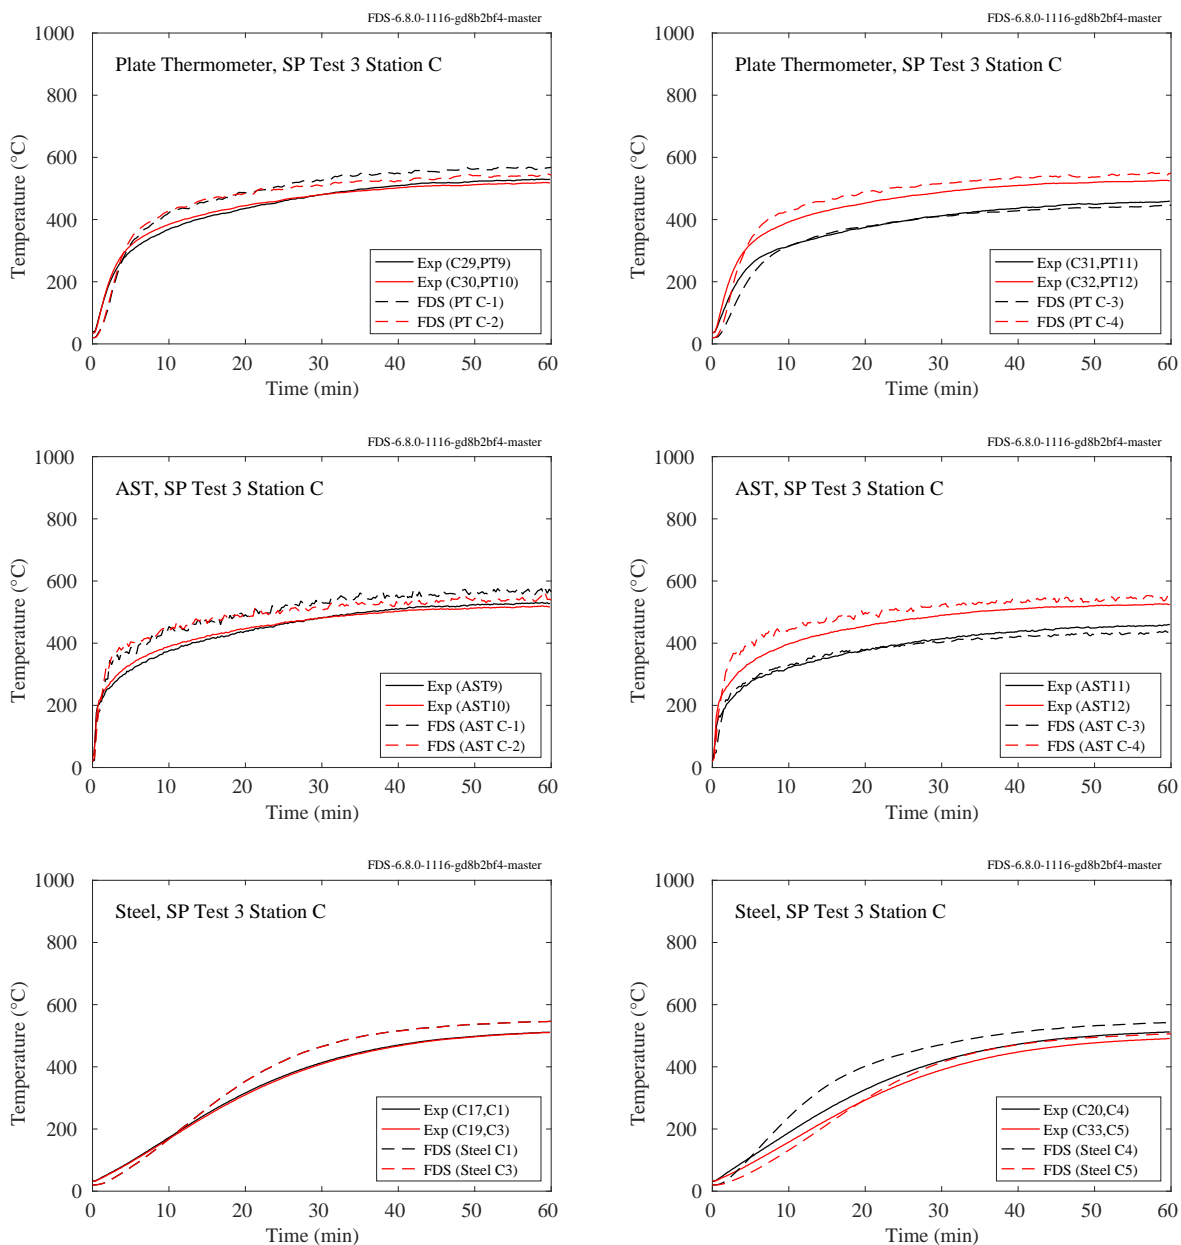 FDS-6.8.0-1116-gd8b2bf4-master
Plate Thermometer, SP Test 3 Station C
1000
800
600
400
200
0
Temperature (°C)
Exp (C29,PT9)
Exp (C30,PT10)
FDS (PT C-1)
FDS (PT C-2)
0 10 20 30 40 50 60
Time (min)
FDS-6.8.0-1116-gd8b2bf4-master
Plate Thermometer, SP Test 3 Station C
1000
800
600
400
200
0
Temperature (°C)
Exp (C31,PT11)
Exp (C32,PT12)
FDS (PT C-3)
FDS (PT C-4)
0 10 20 30 40 50 60
Time (min)
FDS-6.8.0-1116-gd8b2bf4-master
AST, SP Test 3 Station C
1000
800
600
400
200
0
Temperature (°C)
Exp (AST9)
Exp (AST10)
FDS (AST C-1)
FDS (AST C-2)
0 10 20 30 40 50 60
Time (min)
FDS-6.8.0-1116-gd8b2bf4-master
AST, SP Test 3 Station C
1000
800
600
400
200
0
Temperature (°C)
Exp (AST11)
Exp (AST12)
FDS (AST C-3)
FDS (AST C-4)
0 10 20 30 40 50 60
Time (min)
FDS-6.8.0-1116-gd8b2bf4-master
Steel, SP Test 3 Station C
1000
800
600
400
200
0
Temperature (°C)
Exp (C17,C1)
Exp (C19,C3)
FDS (Steel C1)
FDS (Steel C3)
0 10 20 30 40 50 60
Time (min)
FDS-6.8.0-1116-gd8b2bf4-master
Steel, SP Test 3 Station C
1000
800
600
400
200
0
Temperature (°C)
Exp (C20,C4)
Exp (C33,C5)
FDS (Steel C4)
FDS (Steel C5)
0 10 20 30 40 50 60
Time (min)